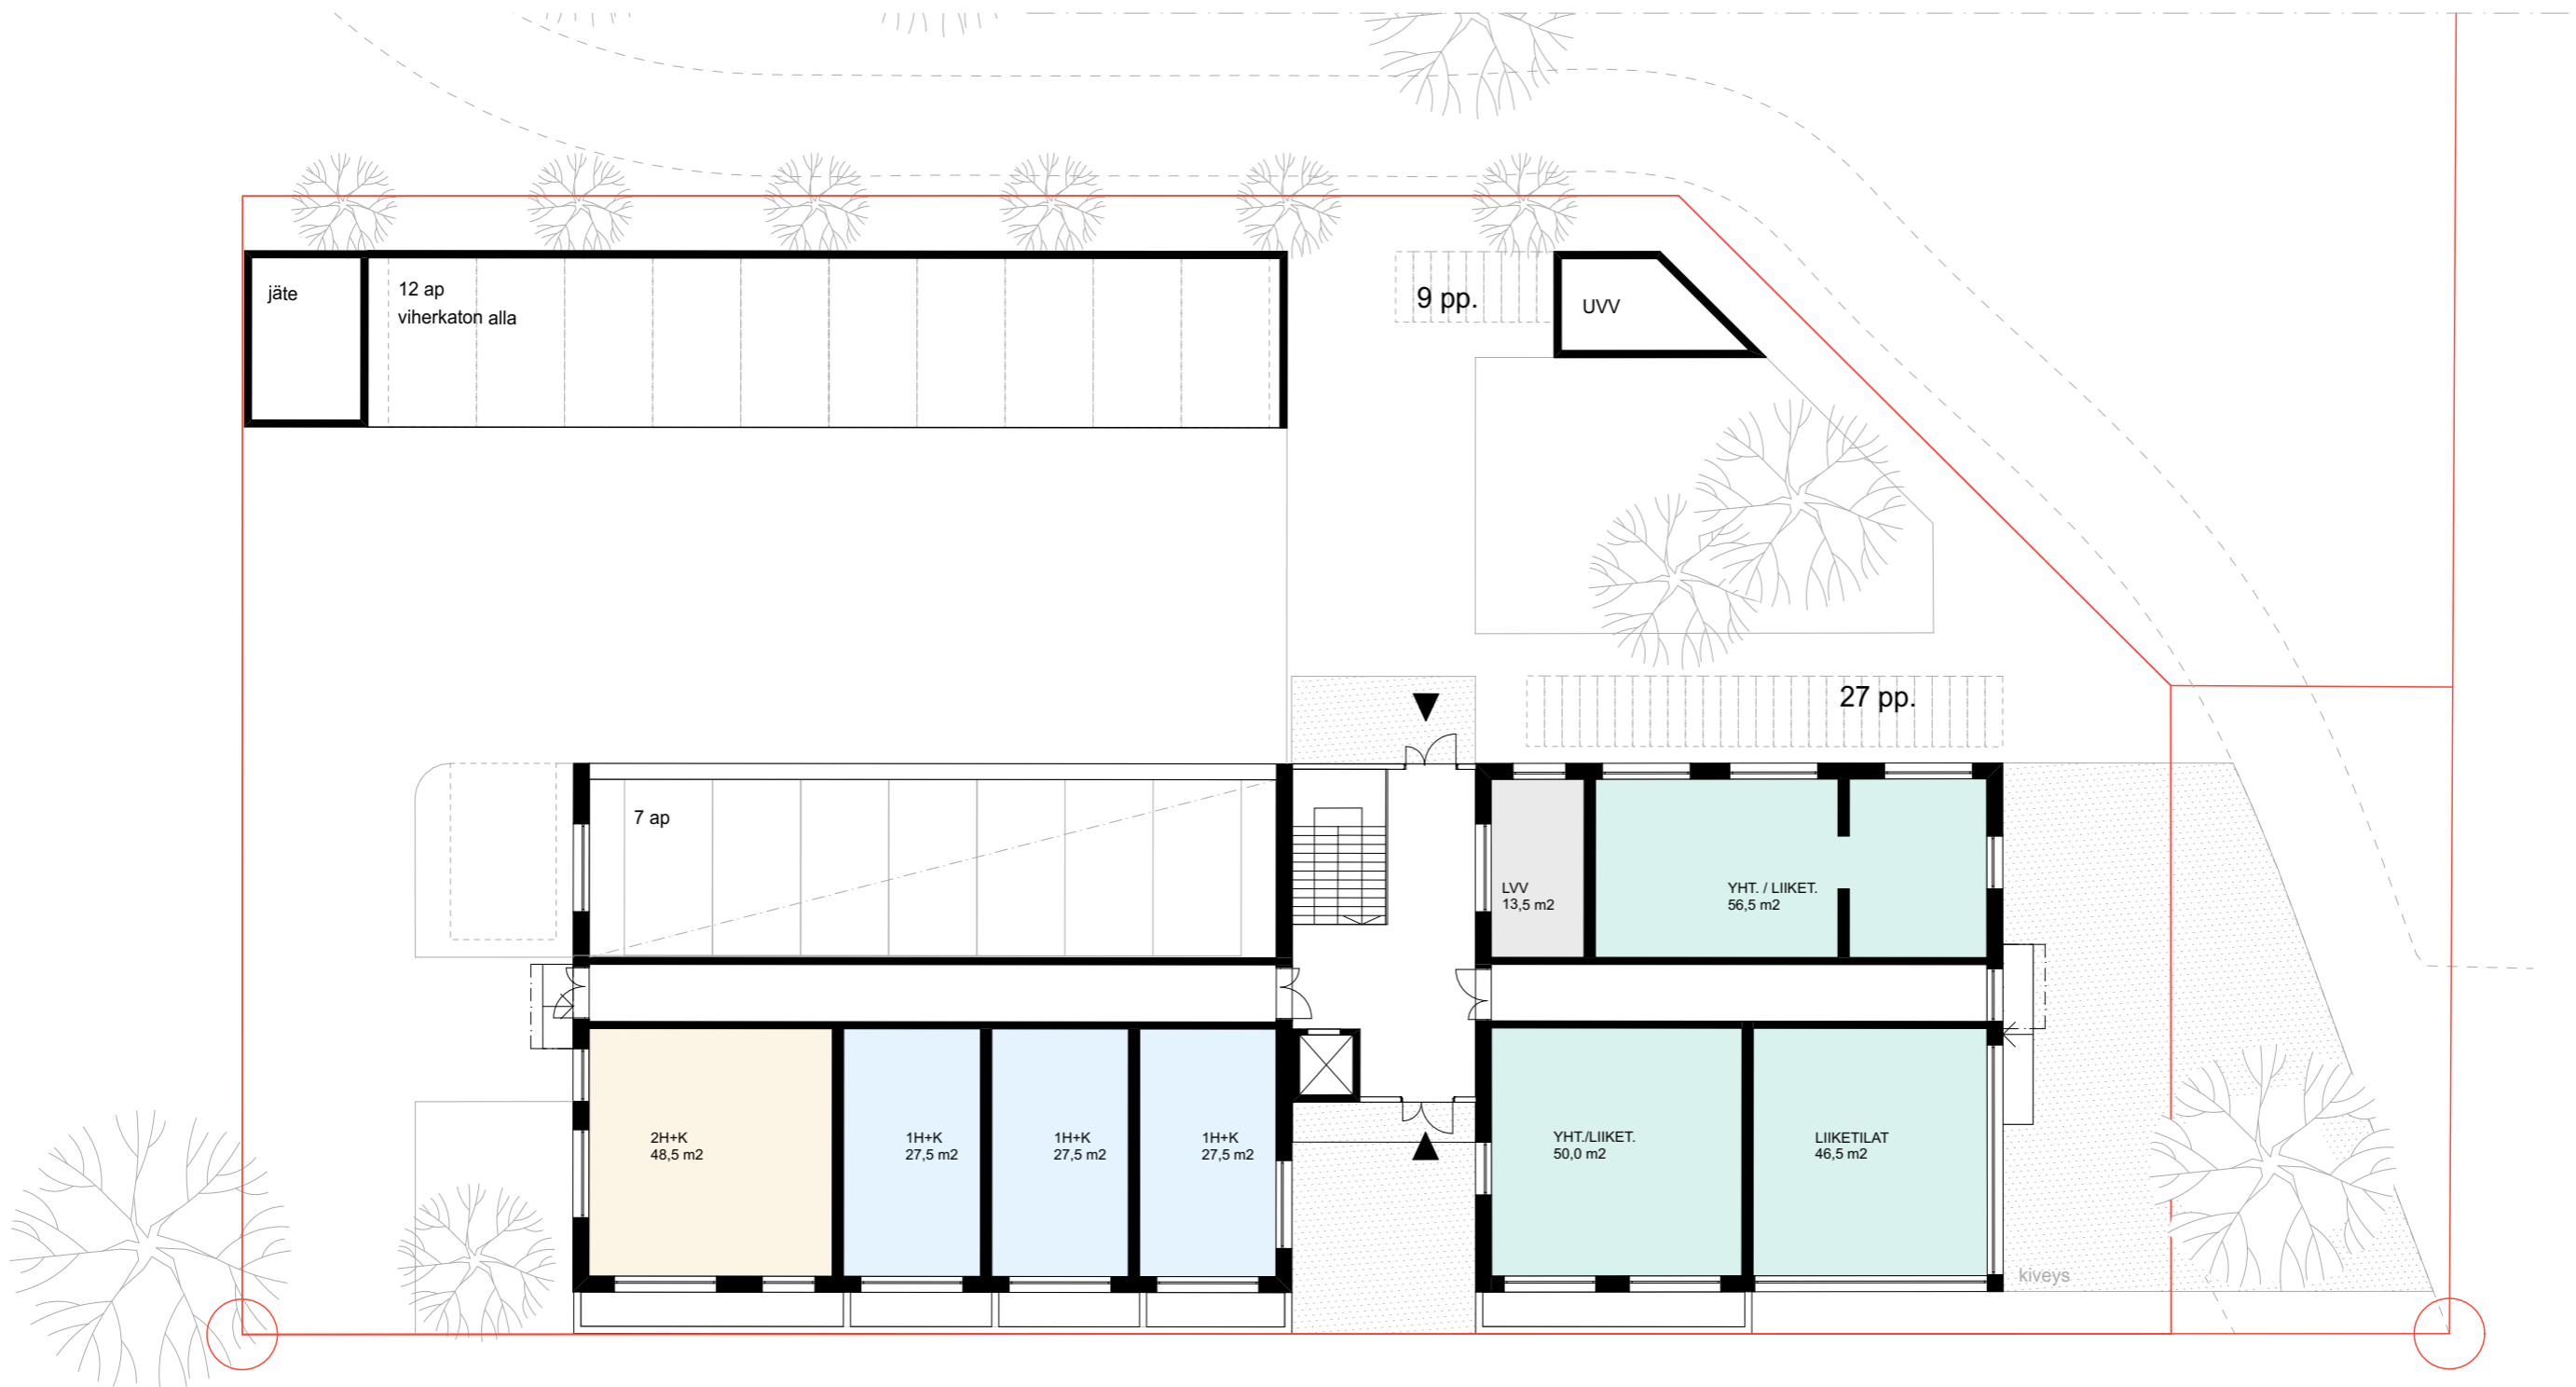 jäte
12 ap
viherkaton alla
9 pp.
UVV
27 pp.
7 ap
LVV
13,5 m2
YHT. / LIIKET.
56,5 m2
2H+K
48,5 m2
1H+K
27,5 m2
1H+K
27,5 m2
1H+K
27,5 m2
YHT./LIIKET.
50,0 m2
LIIKETILAT
46,5 m2
kiveys